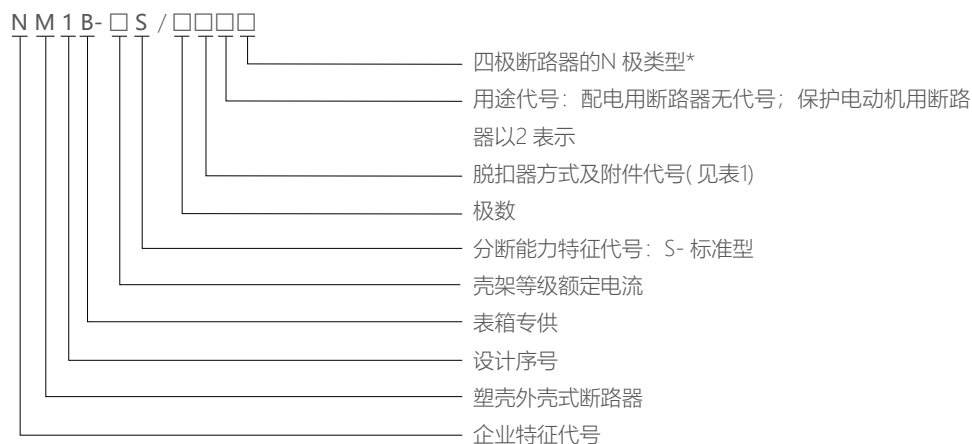 NM1B-□S/□□□□
四极断路器的N 极类型*
用途代号：配电用断路器无代号；保护电动机用断路
器以2 表示
脱扣器方式及附件代号( 见表1)
极数
分断能力特征代号：S- 标准型
壳架等级额定电流
表箱专供
设计序号
塑壳外壳式断路器
企业特征代号